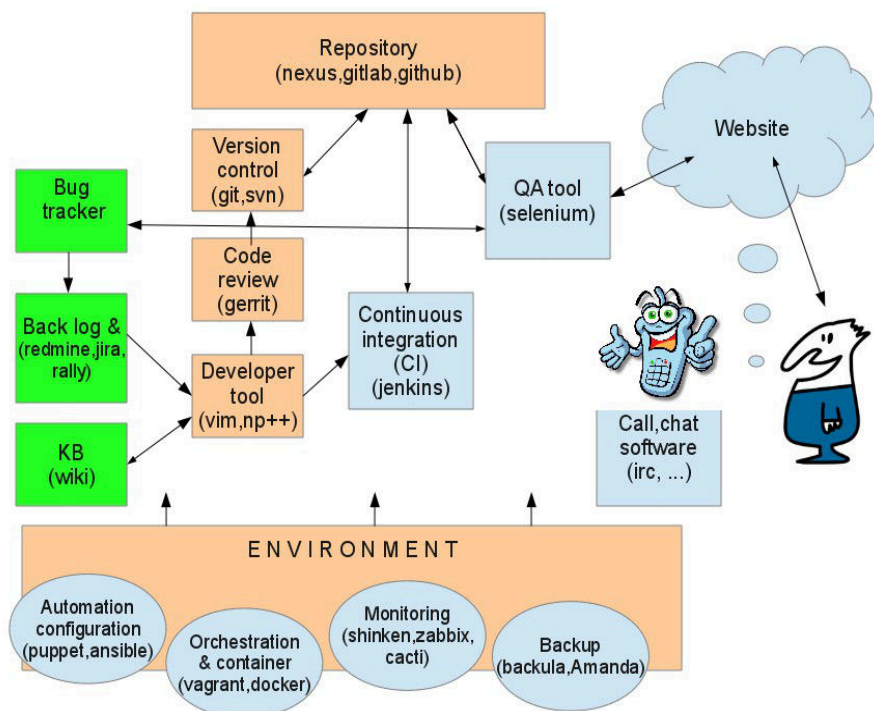 Repository
(nexus,gitlab,github)
Website
Version
control
(git,svn)
QA tool
(selenium)
Bug
tracker
Code
review
(gerrit)
Back log &
(redmine,jira,
rally)
Continuous
integration
(CI)
(jenkins)
Developer
tool
(vim,np++)
KB
(wiki)
Call,chat
software
(irc, ...)
E N V I R O N M E N T
Automation
configuration
(puppet,ansible)
Orchestration
& container
(vagrant,docker)
Monitoring
(shinken,zabbix,
cacti)
Backup
(backula,Amanda)